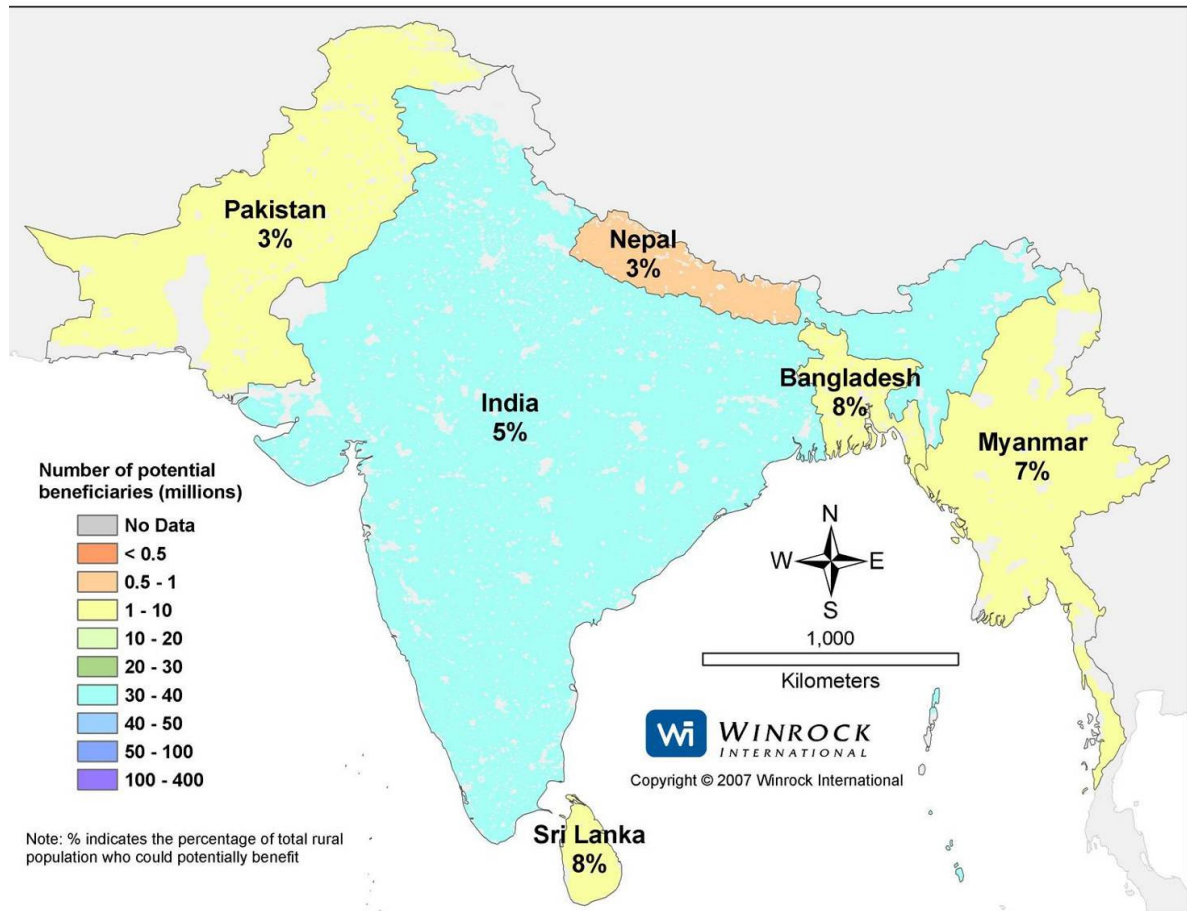 Pakistan
3%
Nepal
3%
India
5%
Bangladesh
8%
Myanmar
7%
Number of potential
beneficiaries (millions)
No Data
< 0.5
0.5 - 1
1 - 10
10 - 20
20 - 30
30 - 40
40 - 50
50 - 100
100 - 400
N
W E
S
1,000
Kilometers
Wi WINROCK
INTERNATIONAL
Copyright © 2007 Winrock International
Sri Lanka
8%
Note: % indicates the percentage of total rural
population who could potentially benefit